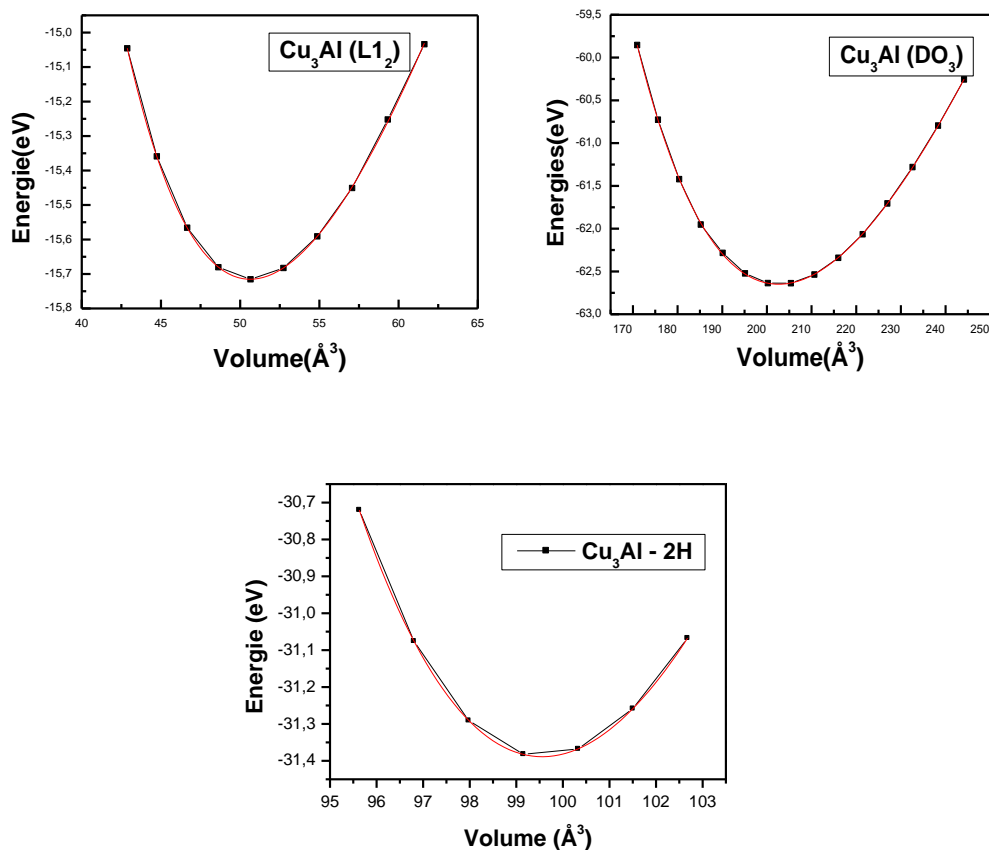 Cu₃Al (L1₂)
Energie(eV)
-15,0
-15,1
-15,2
-15,3
-15,4
-15,5
-15,6
-15,7
-15,8
40 45 50 55 60 65
Volume(Å³)
Cu₃Al (DO₃)
Energies(eV)
-59,5
-60,0
-60,5
-61,0
-61,5
-62,0
-62,5
-63,0
170 180 190 200 210 220 230 240 250
Volume(Å³)
Cu₃Al - 2H
Energie (eV)
-30,7
-30,8
-30,9
-31,0
-31,1
-31,2
-31,3
-31,4
95 96 97 98 99 100 101 102 103
Volume (Å³)